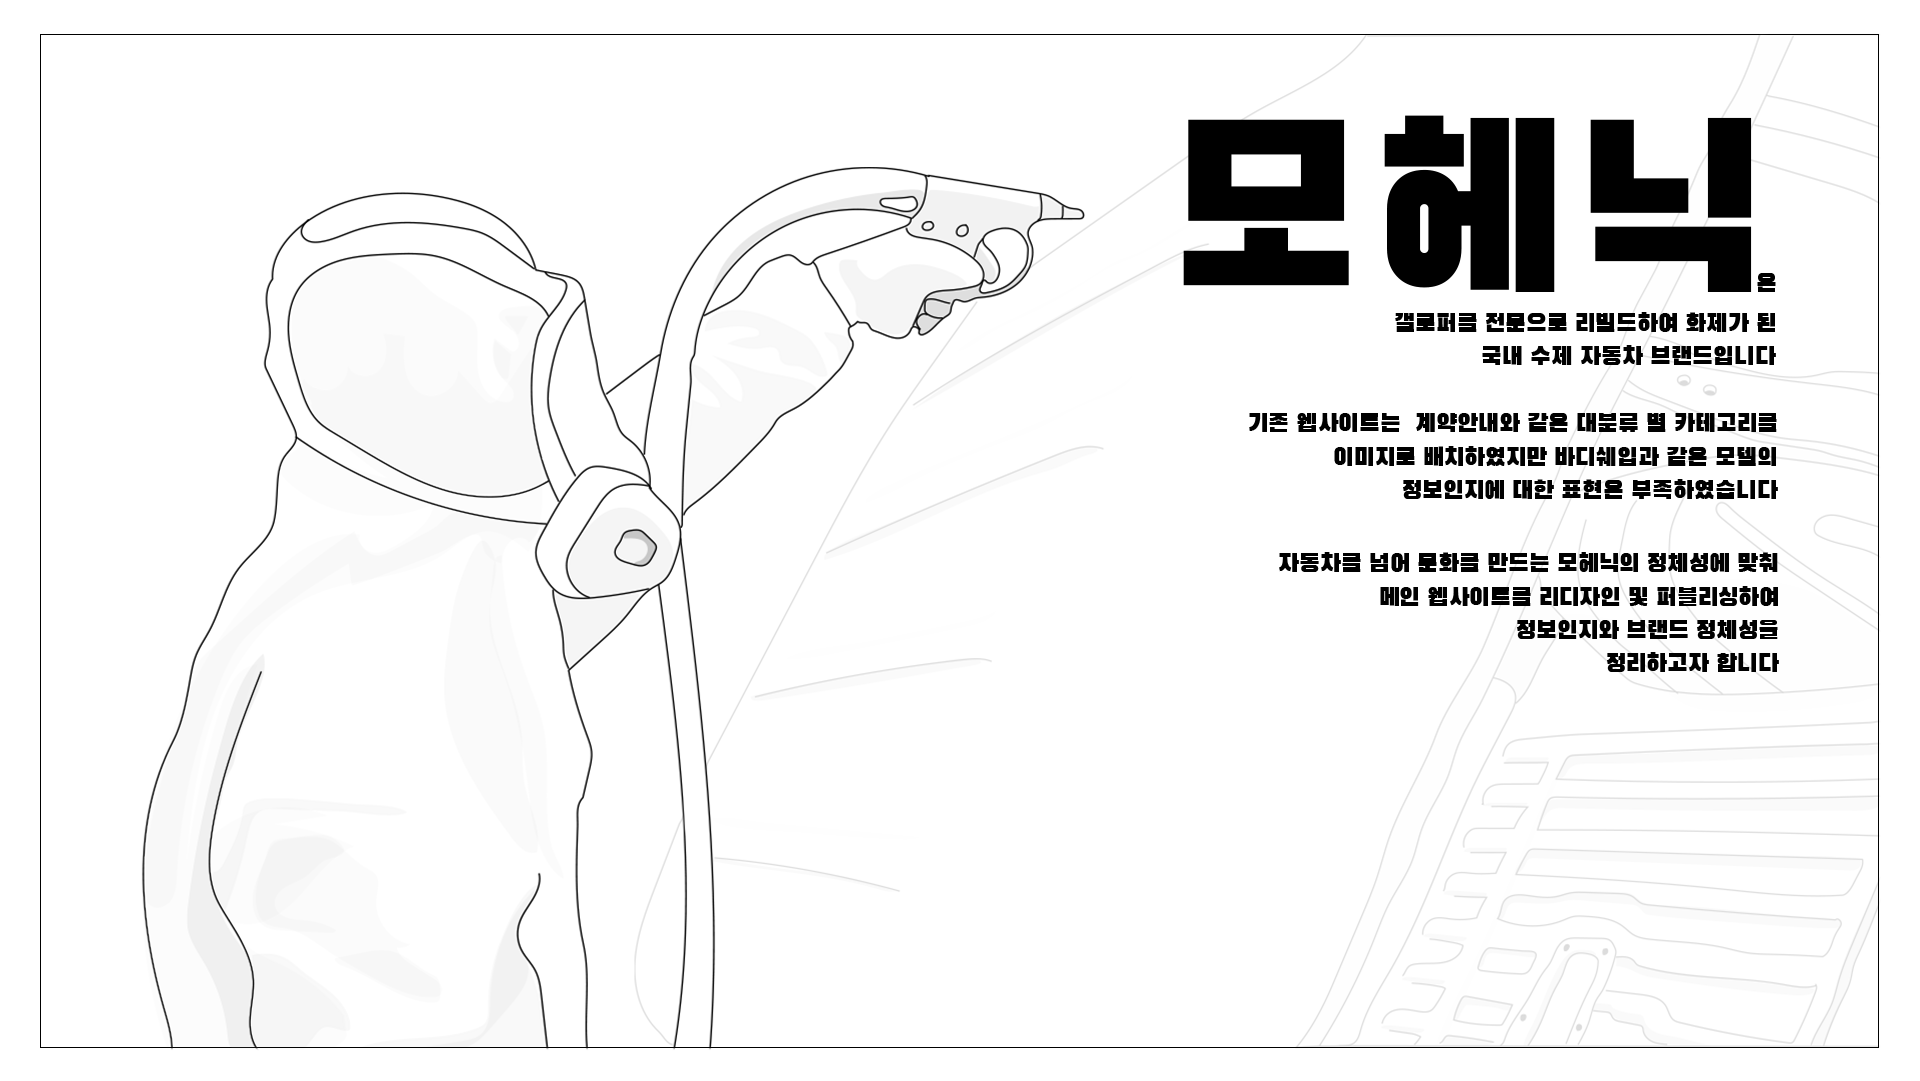 모헤닉은
갤로퍼를 전문으로 리빌드하여 화제가 된
국내 수제 자동차 브랜드입니다
기존 웹사이트는 계약안내와 같은 대분류 별 카테고리를
이미지로 배치하였지만 바디쉐입과 같은 모델의
정보인지에 대한 표현은 부족하였습니다
자동차를 넘어 문화를 만드는 모헤닉의 정체성에 맞춰
메인 웹사이트를 리디자인 및 퍼블리싱하여
정보인지와 브랜드 정체성을
정리하고자 합니다